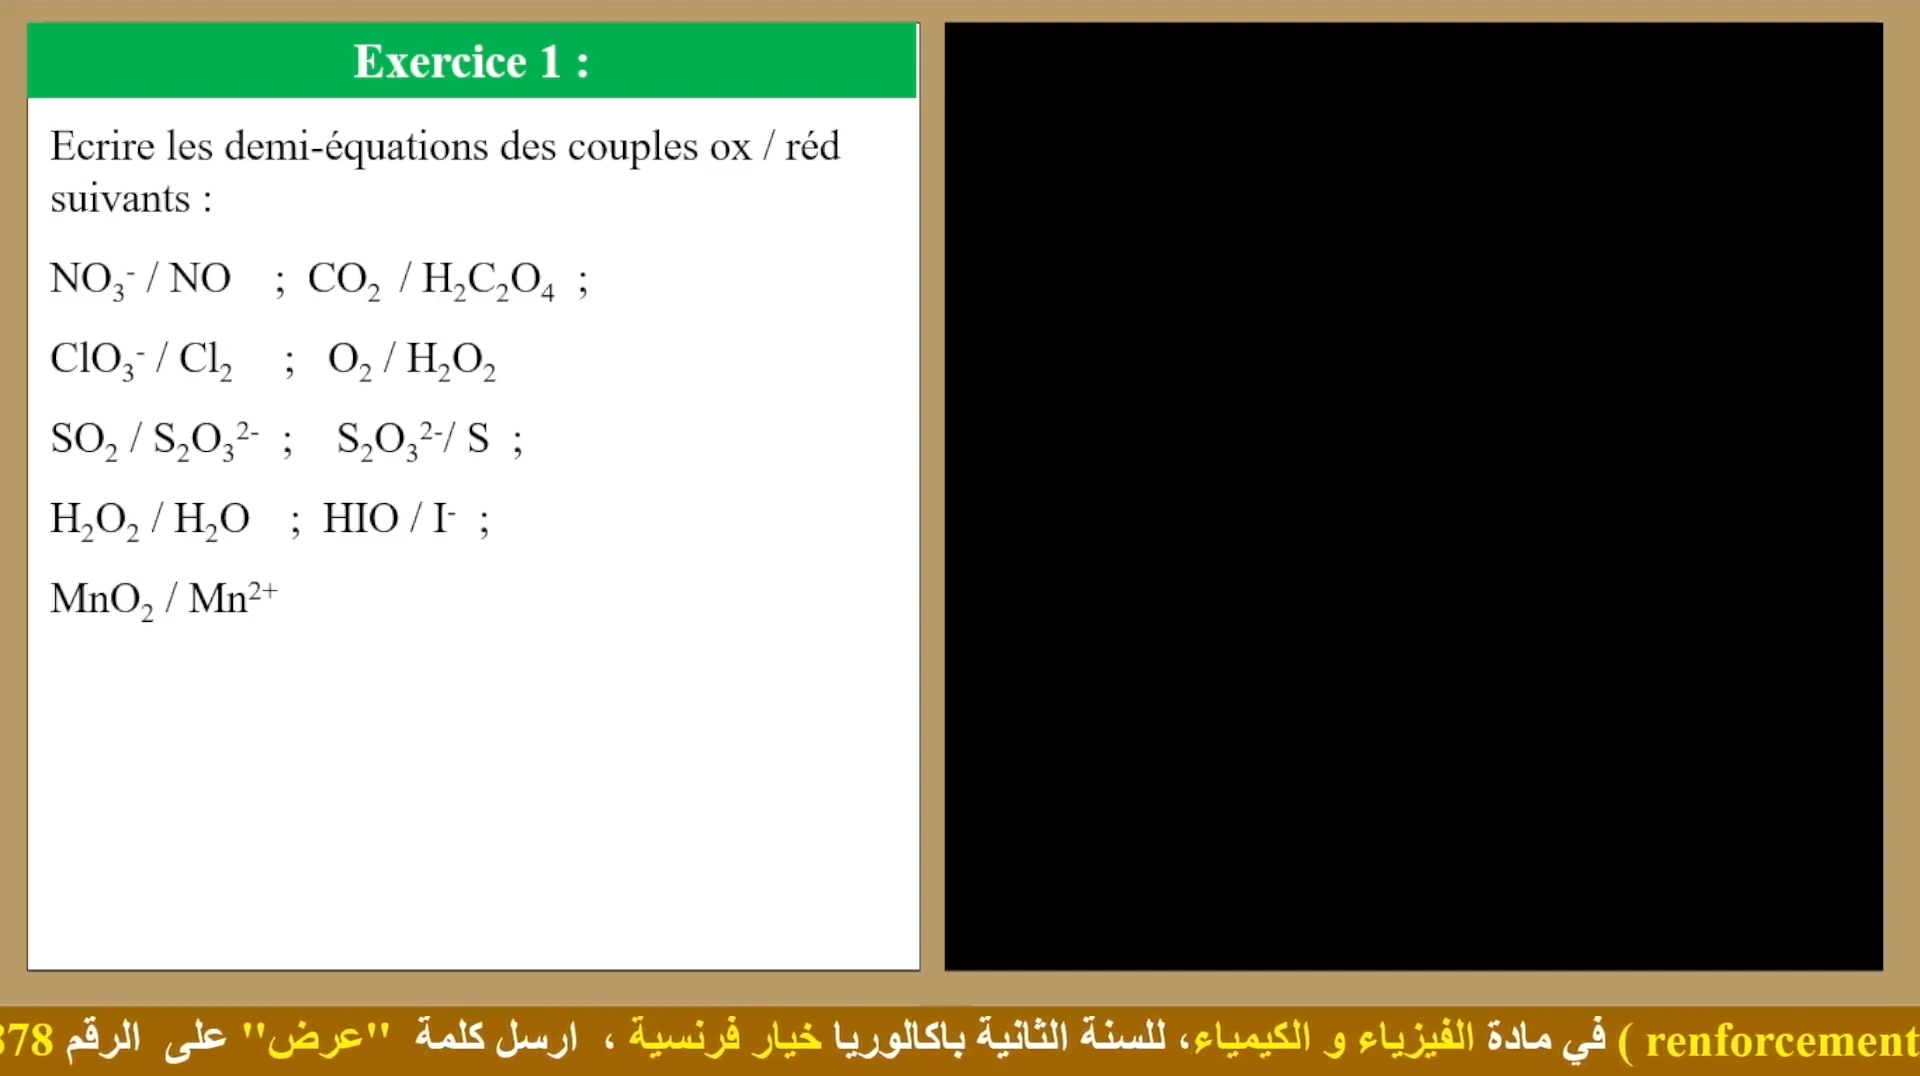 Exercice 1 :
Ecrire les demi-équations des couples ox / réd
suivants :
NO₃⁻ / NO ; CO₂ / H₂C₂O₄ ;
ClO₃⁻ / Cl₂ ; O₂ / H₂O₂
SO₂ / S₂O₃²⁻ ; S₂O₃²⁻/ S ;
H₂O₂ / H₂O ; HIO / I⁻ ;
MnO₂ / Mn²⁺
renforcement ) في مادة الفيزياء و الكيمياء، للسنة الثانية باكالوريا خيار فرنسية ، ارسل كلمة "عرض" على الرقم 378